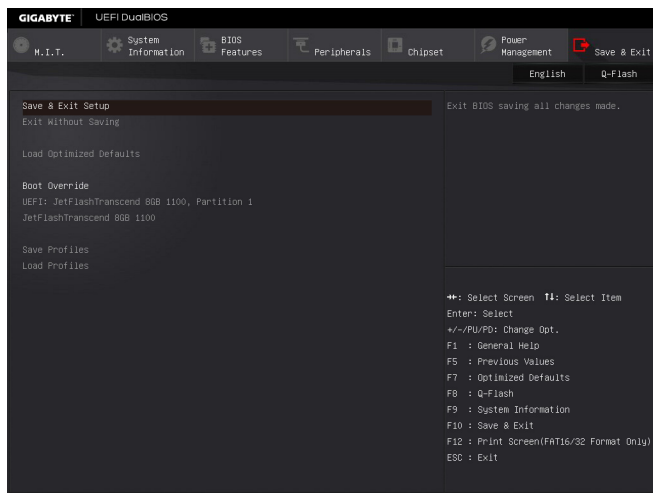 GIGABYTE™ UEFI DualBIOS
M.I.T. System Information BIOS Features Peripherals Chipset Power Management Save & Exit
English Q-Flash
Save & Exit Setup
Exit Without Saving
Load Optimized Defaults
Boot Override
UEFI: JetFlashTranscend 8GB 1100, Partition 1
JetFlashTranscend 8GB 1100
Save Profiles
Load Profiles
Exit BIOS saving all changes made.
→←: Select Screen ↑↓: Select Item
Enter: Select
+/-/PU/PD: Change Opt.
F1 : General Help
F5 : Previous Values
F7 : Optimized Defaults
F8 : Q-Flash
F9 : System Information
F10 : Save & Exit
F12 : Print Screen(FAT16/32 Format Only)
ESC : Exit